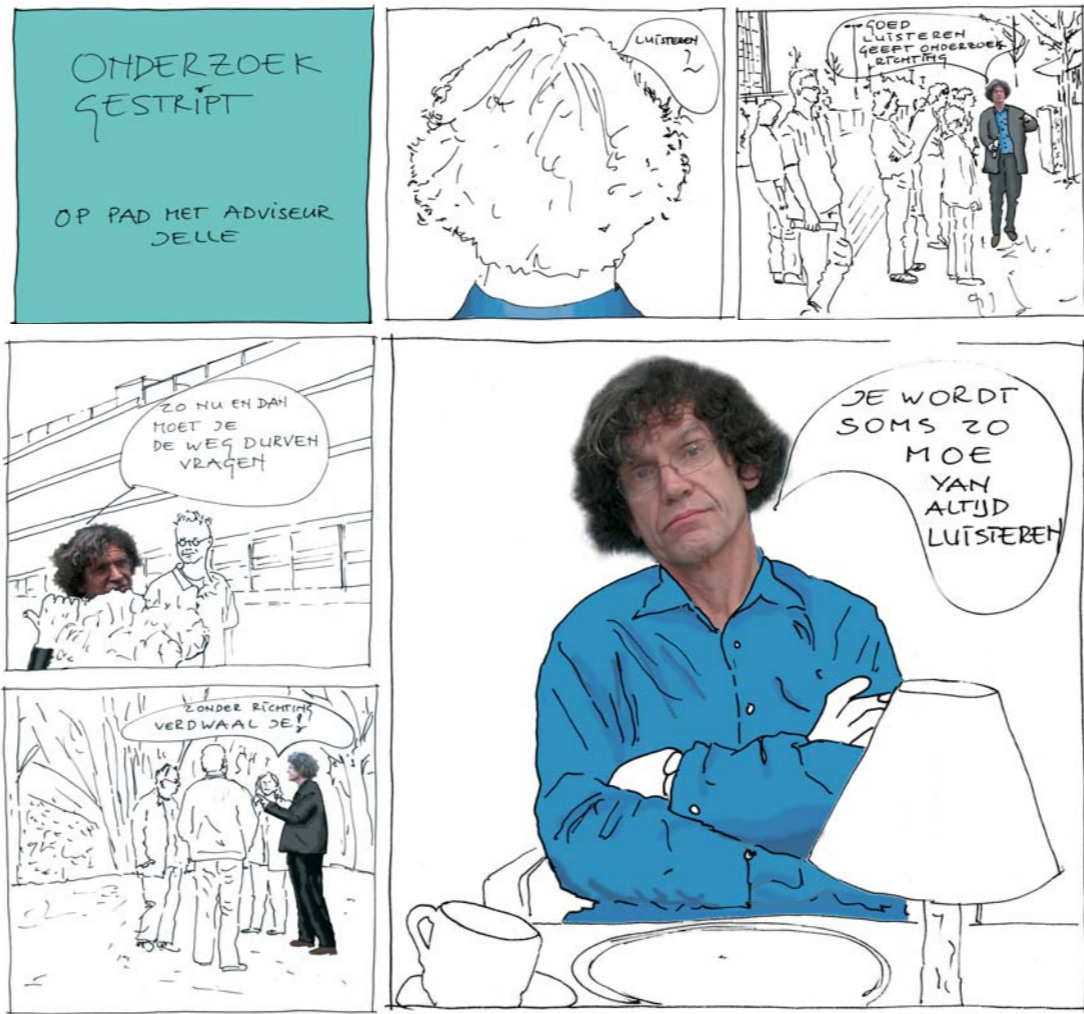 ONDERZOEK
GESTRIPT
OP PAD MET ADVISEUR
JELLE
LUISTEREN
?
GOED
LUISTEREN
GEEFT ONDERZOEK
RICHTING
ZO NU EN DAN
MOET JE
DE WEG DURVEN
VRAGEN
JE WORDT
SOMS ZO
MOE
VAN
ALTIJD
LUISTEREN
ZONDER RICHTING
VERDWAAL JE!